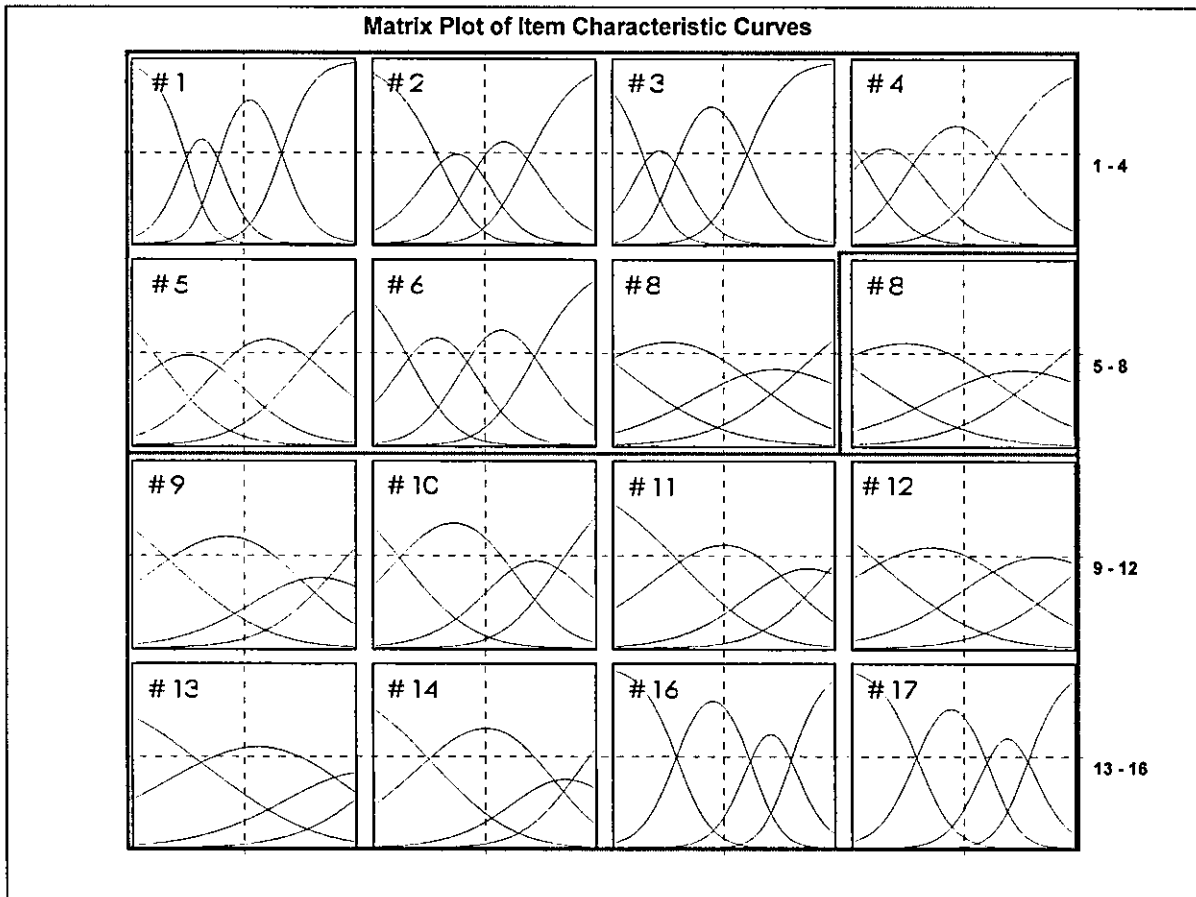 Matrix Plot of Item Characteristic Curves
#1 #2 #3 #4
1 - 4
#5 #6 #8 #8
5 - 8
#9 #10 #11 #12
9 - 12
#13 #14 #16 #17
13 - 16